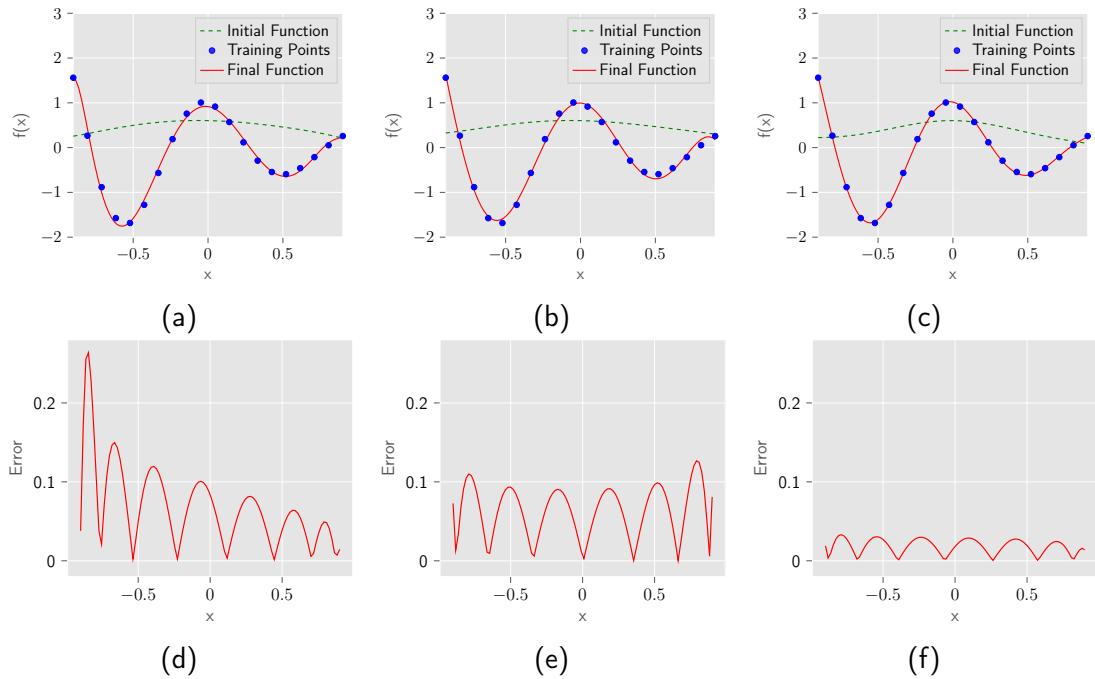 3
2
1
0
−1
−2
f(x)
−0.5
0
0.5
x
Initial Function
Training Points
Final Function
(a)
3
2
1
0
−1
−2
f(x)
−0.5
0
0.5
x
Initial Function
Training Points
Final Function
(b)
3
2
1
0
−1
−2
f(x)
−0.5
0
0.5
x
Initial Function
Training Points
Final Function
(c)
0.2
0.1
0
Error
−0.5
0
0.5
x
(d)
0.2
0.1
0
Error
−0.5
0
0.5
x
(e)
0.2
0.1
0
Error
−0.5
0
0.5
x
(f)